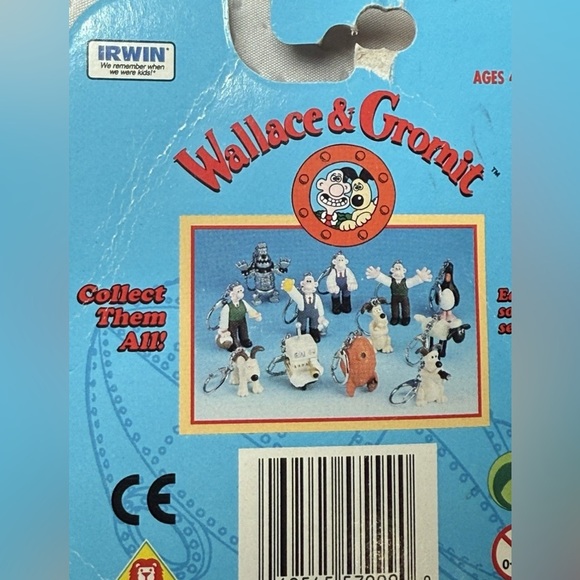 IRWIN
We remember when
we were kids!
AGES
Wallace & Gromit ™
Collect
Them
All!
CE